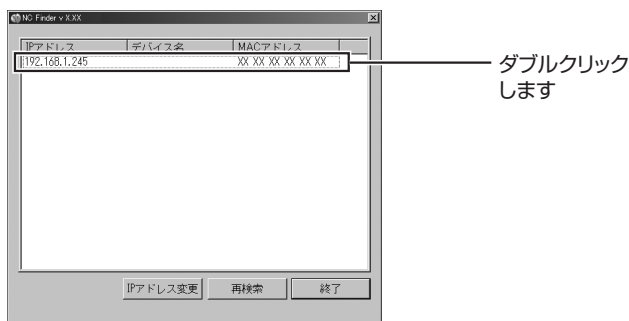 NC Finder v X.XX
IPアドレス デバイス名 MACアドレス
192.168.1.245 XX XX XX XX XX XX
ダブルクリック
します
IPアドレス変更 再検索 終了